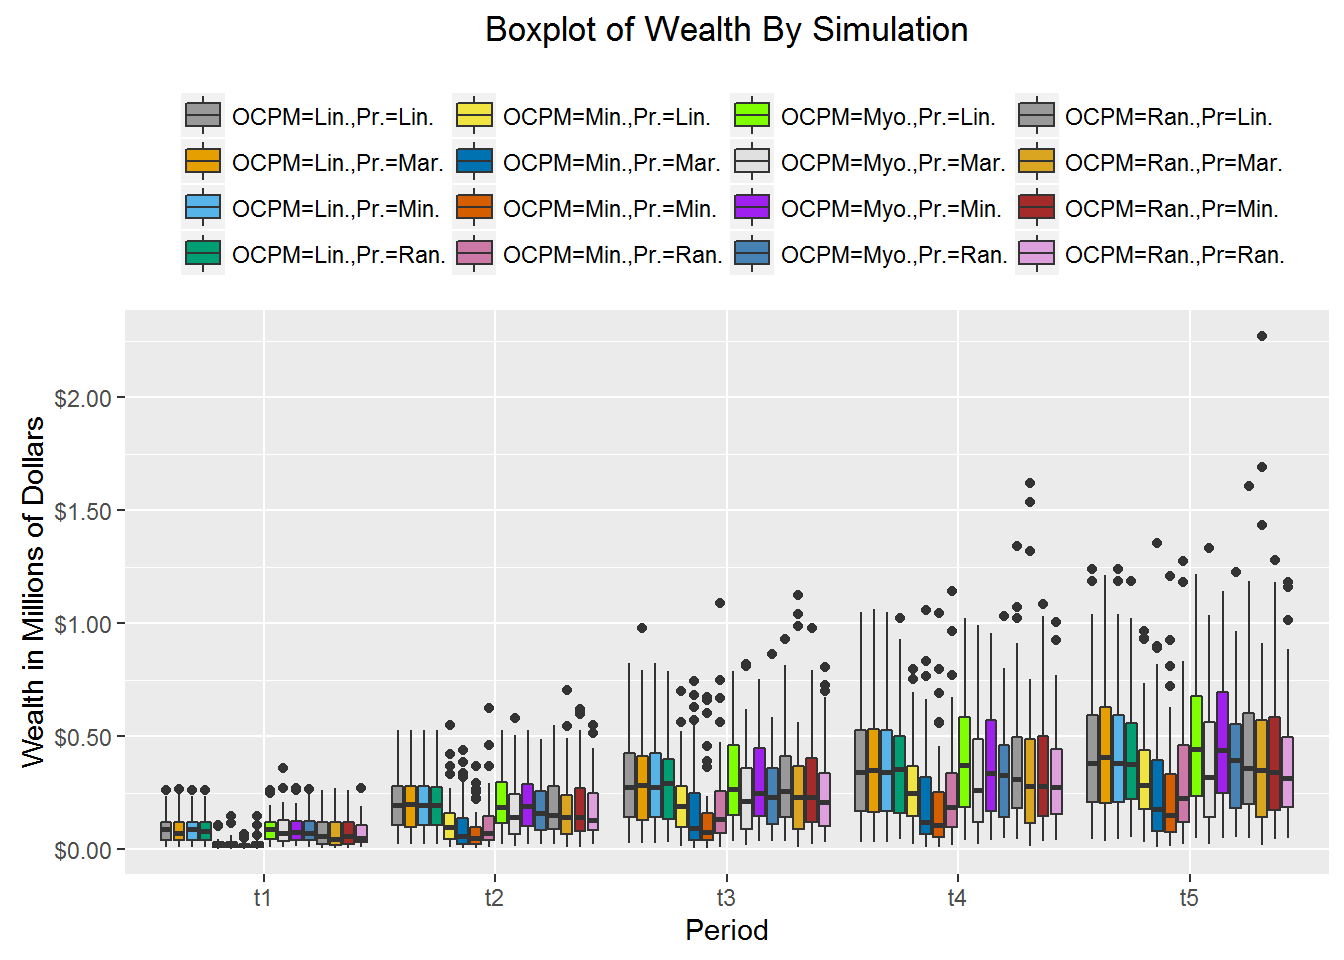 Boxplot of Wealth By Simulation
OCPM=Lin.,Pr.=Lin. OCPM=Min.,Pr.=Lin. OCPM=Myo.,Pr.=Lin. OCPM=Ran.,Pr=Lin.
OCPM=Lin.,Pr.=Mar. OCPM=Min.,Pr.=Mar. OCPM=Myo.,Pr.=Mar. OCPM=Ran.,Pr=Mar.
OCPM=Lin.,Pr.=Min. OCPM=Min.,Pr.=Min. OCPM=Myo.,Pr.=Min. OCPM=Ran.,Pr=Min.
OCPM=Lin.,Pr.=Ran. OCPM=Min.,Pr.=Ran. OCPM=Myo.,Pr.=Ran. OCPM=Ran.,Pr=Ran.
Wealth in Millions of Dollars
$2.00
$1.50
$1.00
$0.50
$0.00
t1 t2 t3 t4 t5
Period